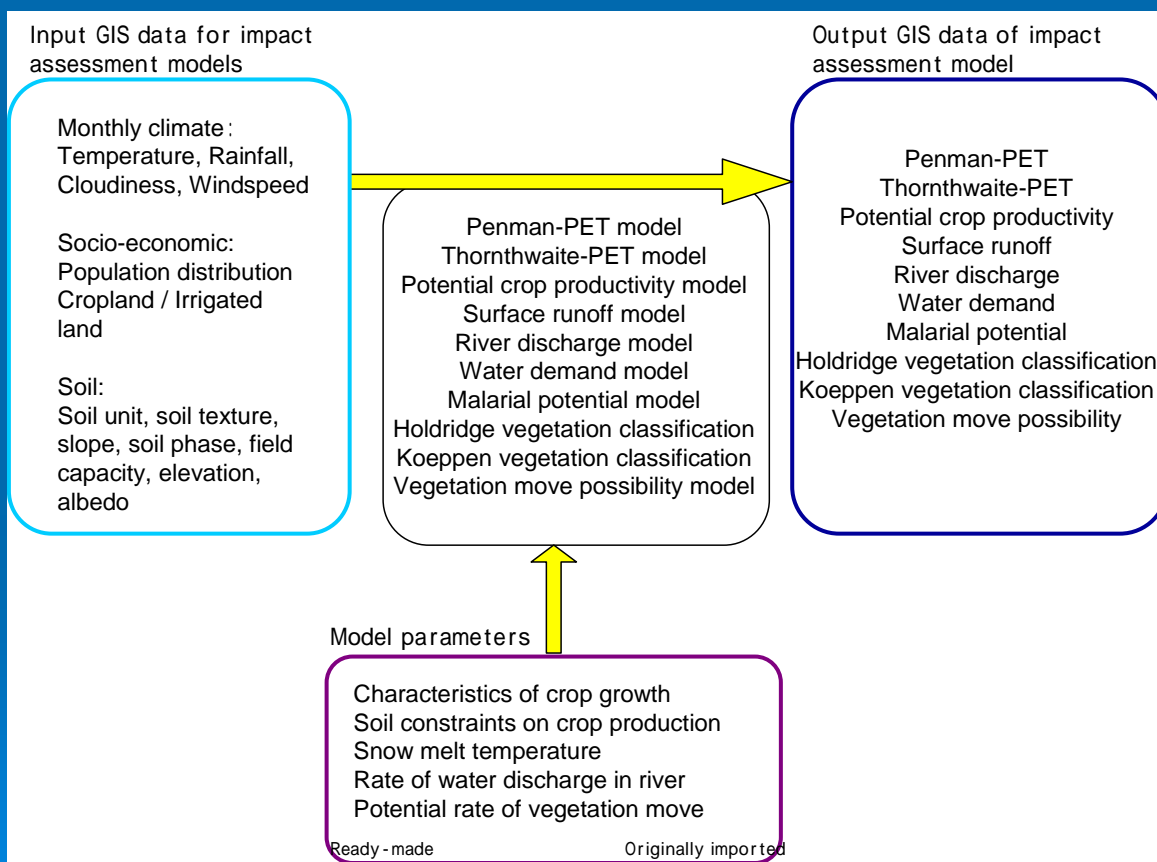 Input GIS data for impact
assessment models
Monthly climate:
Temperature, Rainfall,
Cloudiness, Windspeed
Socio-economic:
Population distribution
Cropland / Irrigated
land
Soil:
Soil unit, soil texture,
slope, soil phase, field
capacity, elevation,
albedo
Penman-PET model
Thornthwaite-PET model
Potential crop productivity model
Surface runoff model
River discharge model
Water demand model
Malarial potential model
Holdridge vegetation classification
Koeppen vegetation classification
Vegetation move possibility model
Output GIS data of impact
assessment model
Penman-PET
Thornthwaite-PET
Potential crop productivity
Surface runoff
River discharge
Water demand
Malarial potential
Holdridge vegetation classification
Koeppen vegetation classification
Vegetation move possibility
Model parameters
Characteristics of crop growth
Soil constraints on crop production
Snow melt temperature
Rate of water discharge in river
Potential rate of vegetation move
Ready-made Originally imported